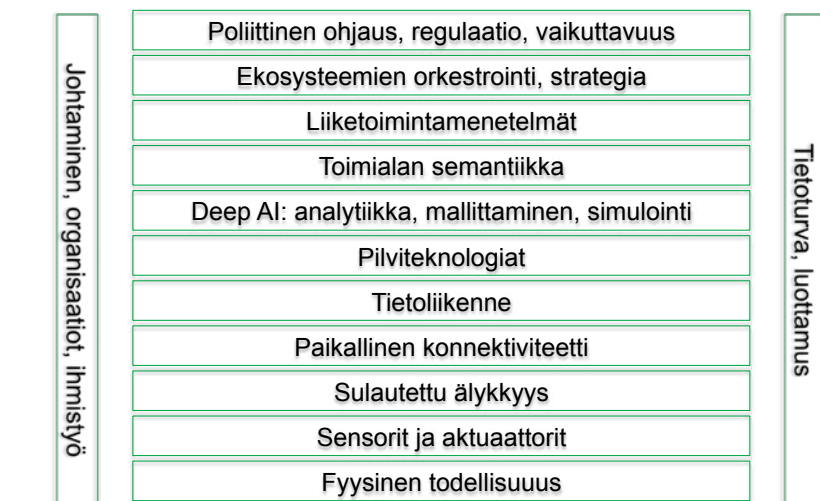 Johtaminen, organisaatiot, ihmistyö
Poliittinen ohjaus, regulaatio, vaikuttavuus
Ekosysteemien orkestrointi, strategia
Liiketoimintamenetelmät
Toimialan semantiikka
Deep AI: analytiikka, mallittaminen, simulointi
Pilviteknologiat
Tietoliikenne
Paikallinen konnektiviteetti
Sulautettu älykkyys
Sensorit ja aktuaattorit
Fyysinen todellisuuus
Tietoturva, luottamus